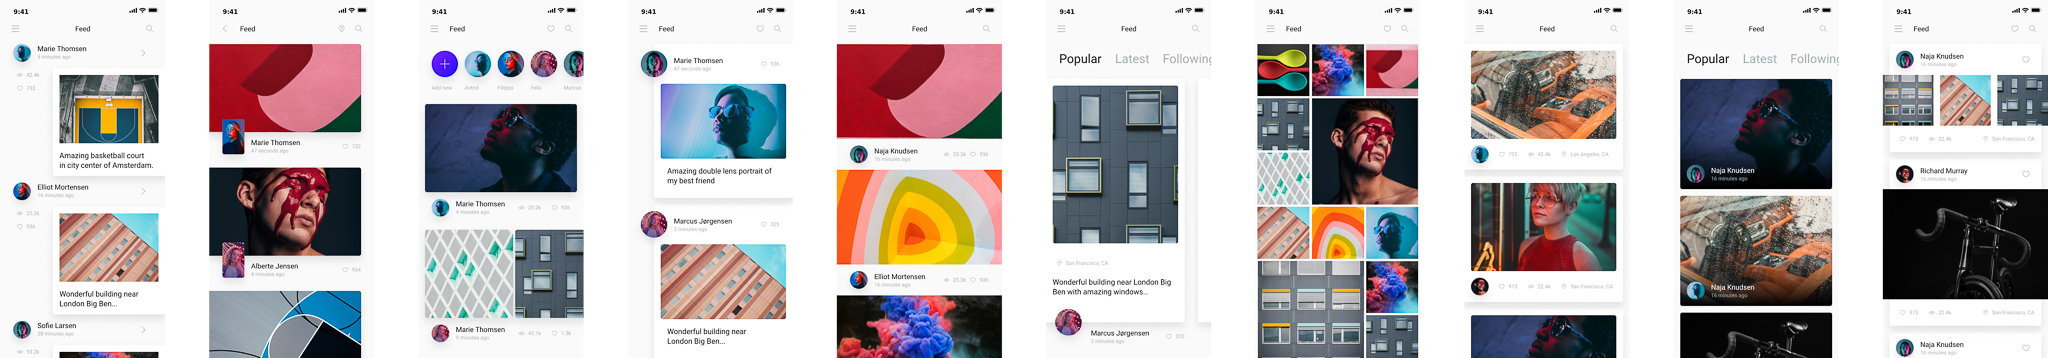 9:41
Feed
Marie Thomsen
4 minutes ago
42.4k
732
Amazing basketball court
in city center of Amsterdam.
Elliot Mortensen
16 minutes ago
25.2k
936
Wonderful building near
London Big Ben...
Sofie Larsen
28 minutes ago
93.2k
9:41
Feed
Marie Thomsen
47 seconds ago
732
Alberte Jensen
4 minutes ago
954
9:41
Feed
Add new
Astrid
Filippa
Felix
Marcus
Marie Thomsen
4 minutes ago
25.2k
936
Marie Thomsen
9 minutes ago
42.1k
1.3k
9:41
Feed
Marie Thomsen
47 seconds ago
936
Amazing double lens portrait of
my best friend
Marcus Jørgensen
2 minutes ago
325
Wonderful building near
London Big Ben...
9:41
Feed
Naja Knudsen
16 minutes ago
25.2k
936
Elliot Mortensen
16 minutes ago
25.2k
936
9:41
Feed
Popular Latest Following
San Francisco, CA
Wonderful building near London Big
Ben with amazing windows...
Marcus Jørgensen
2 minutes ago
325
9:41
Feed
9:41
Feed
732
42.4k
Los Angeles, CA
973
22.8k
San Francisco, CA
9:41
Feed
Popular Latest Following
Naja Knudsen
16 minutes ago
Naja Knudsen
16 minutes ago
9:41
Feed
Naja Knudsen
16 minutes ago
973
22.4k
San Francisco, CA
Richard Murray
16 minutes ago
973
22.4k
San Francisco, CA
Naja Knudsen
16 minutes ago